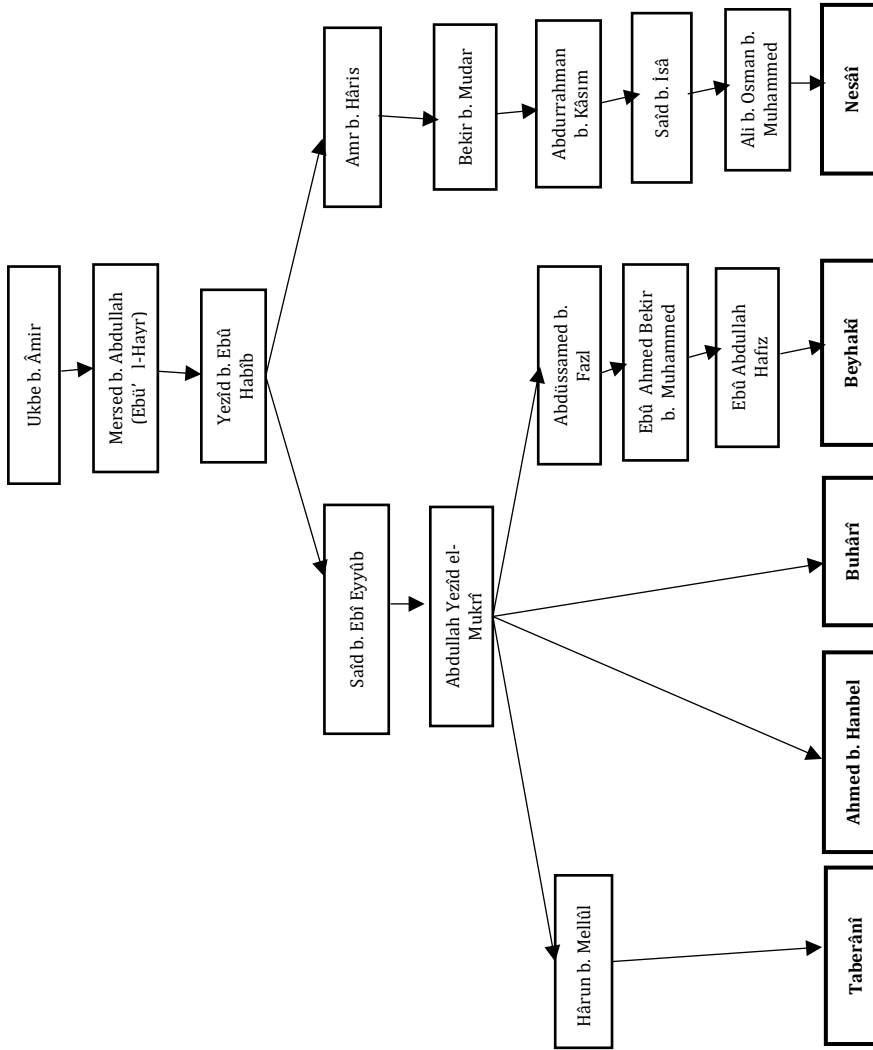 Ukbe b. Âmir
Mersed b. Abdullah
(Ebü’ l-Hayr)
Yezîd b. Ebû
Habîb
Saîd b. Ebî Eyyûb
Amr b. Hâris
Abdullah Yezîd el-
Mukrî
Bekir b. Mudar
Hârun b. Mellûl
Abdüssamed b.
Fazl
Abdurrahman
b. Kâsım
Ebû Ahmed Bekir
b. Muhammed
Saîd b. İsâ
Ebû Abdullah
Hafız
Ali b. Osman b.
Muhammed
Taberânî
Ahmed b. Hanbel
Buhârî
Beyhakî
Nesâî